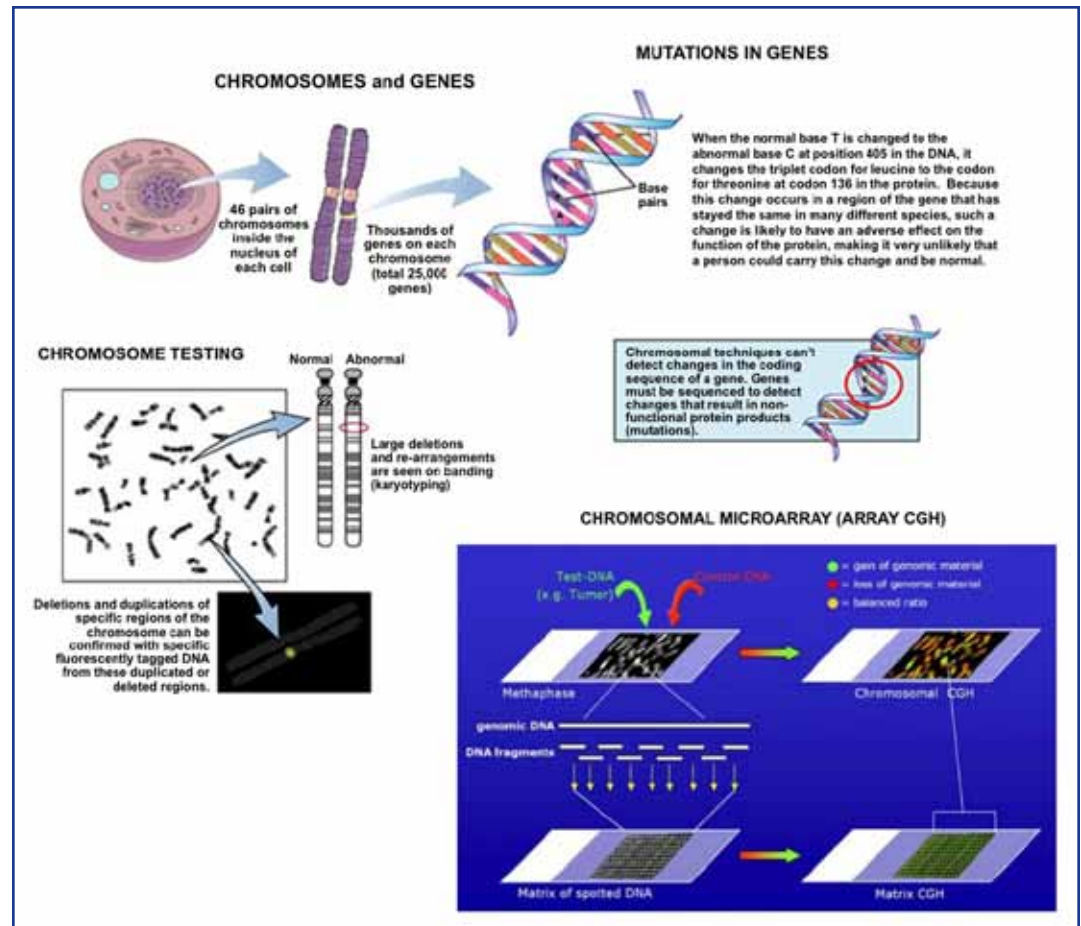 MUTATIONS IN GENES
CHROMOSOMES and GENES
When the normal base T is changed to the
abnormal base C at position 405 in the DNA, it
changes the triplet codon for leucine to the codon
for threonine at codon 136 in the protein. Because
this change occurs in a region of the gene that has
stayed the same in many different species, such a
change is likely to have an adverse effect on the
function of the protein, making it very unlikely that
a person could carry this change and be normal.
Base
pairs
46 pairs of
chromosomes
inside the
nucleus of
each cell
Thousands of
genes on each
chromosome
(total 25,000
genes)
CHROMOSOME TESTING
Normal Abnormal
Large deletions
and re-arrangements
are seen on banding
(karyotyping)
Chromosomal techniques can't
detect changes in the coding
sequence of a gene. Genes
must be sequenced to detect
changes that result in non-
functional protein products
(mutations).
Deletions and duplications of
specific regions of the
chromosome can be
confirmed with specific
fluorescently tagged DNA
from these duplicated or
deleted regions.
CHROMOSOMAL MICROARRAY (ARRAY CGH)
Test-DNA
(e.g. Tumer)
Control-DNA
= gain of genomic material
= loss of genomic material
= balanced ratio
Methaphase
Chromosomal CGH
genomic DNA
DNA fragments
Matrix of spotted DNA
Matrix CGH